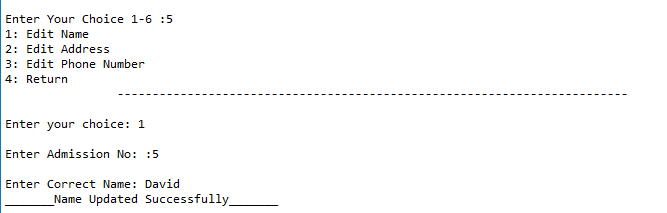 Enter Your Choice 1-6 :5
1: Edit Name
2: Edit Address
3: Edit Phone Number
4: Return
-------------------------------------------------------------------------
Enter your choice: 1
Enter Admission No: :5
Enter Correct Name: David
_______Name Updated Successfully_______